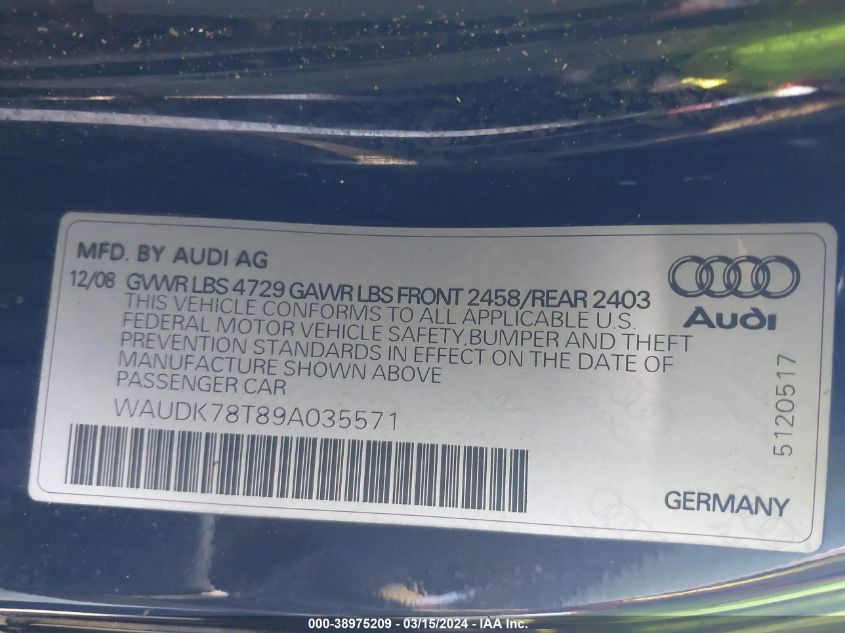 MFD. BY AUDI AG
12/08 GVWR LBS 4729 GAWR LBS FRONT 2458/REAR 2403
THIS VEHICLE CONFORMS TO ALL APPLICABLE U.S.
FEDERAL MOTOR VEHICLE SAFETY,BUMPER AND THEFT
PREVENTION STANDARDS IN EFFECT ON THE DATE OF
MANUFACTURE SHOWN ABOVE
PASSENGER CAR
WAUDK78T89A035571
Audi
5120517
GERMANY
000-38975209 - 03/15/2024 - IAA Inc.